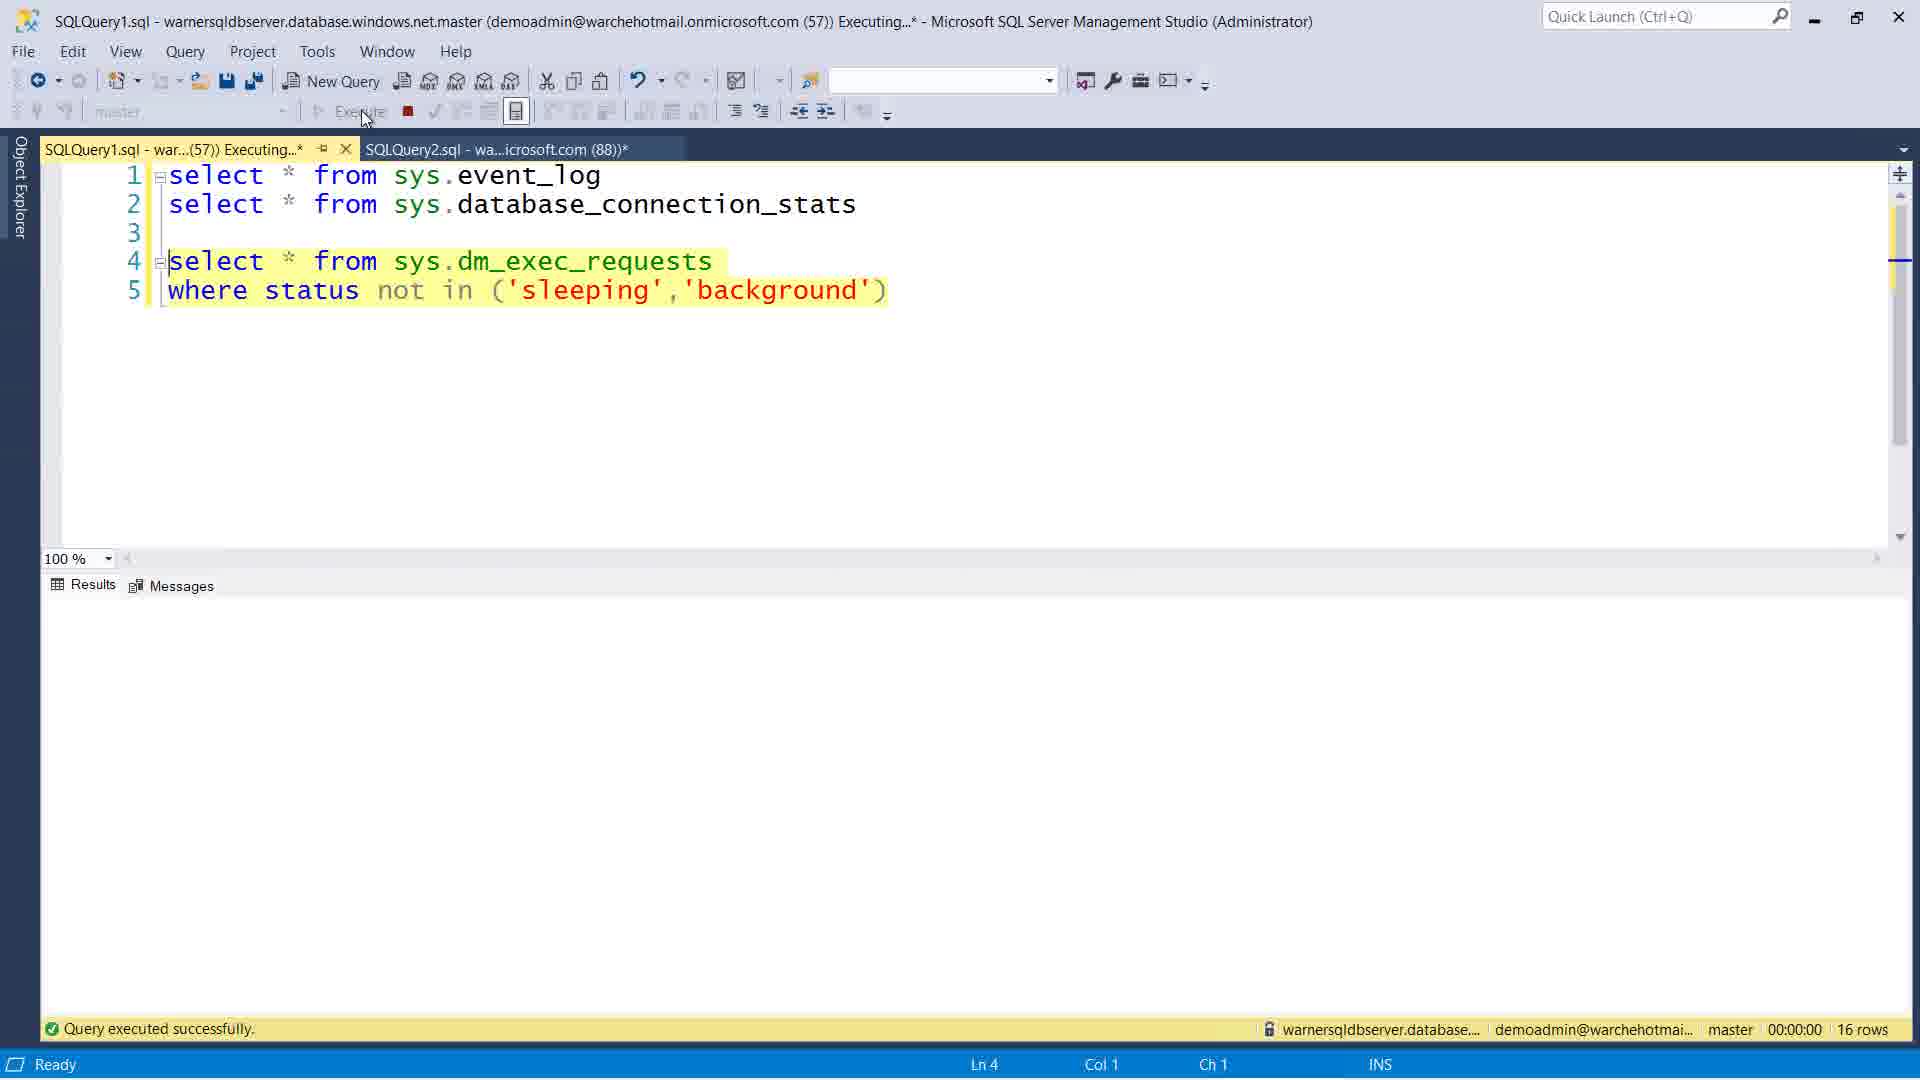 SQLQuery1.sql - warnersqldbserver.database.windows.net.master (demoadmin@warchehotmail.onmicrosoft.com (57)) Executing...* - Microsoft SQL Server Management Studio (Administrator)
Quick Launch (Ctrl+Q)
File Edit View Query Project Tools Window Help
New Query MDX DMX XMLA DAX
master Execute
Object Explorer
SQLQuery1.sql - war...(57)) Executing...* SQLQuery2.sql - wa...icrosoft.com (88))*
1 select * from sys.event_log
2 select * from sys.database_connection_stats
3
4 select * from sys.dm_exec_requests
5 where status not in ('sleeping','background')
100 %
Results Messages
Query executed successfully. warnersqldbserver.database.... demoadmin@warchehotmai... master 00:00:00 16 rows
Ready Ln 4 Col 1 Ch 1 INS